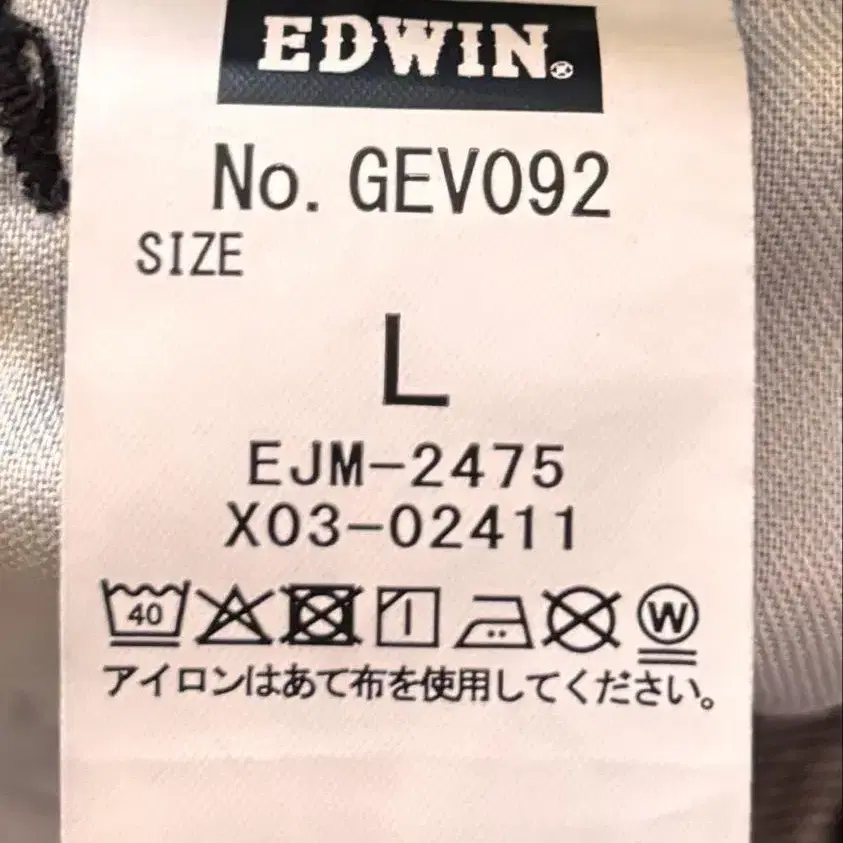 EDWIN®
No. GEV092
SIZE
L
EJM-2475
X03-02411
40 W
アイロンはあて布を使用してください。